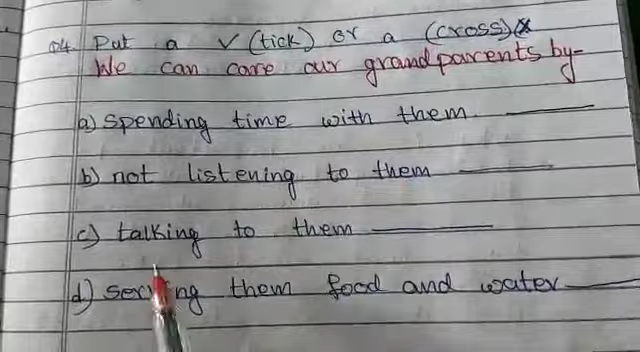 Q4. Put a ✓ (tick) or a (cross)✗
We can care our grandparents by-
a) spending time with them.
b) not listening to them
c) talking to them
d) serving them food and water